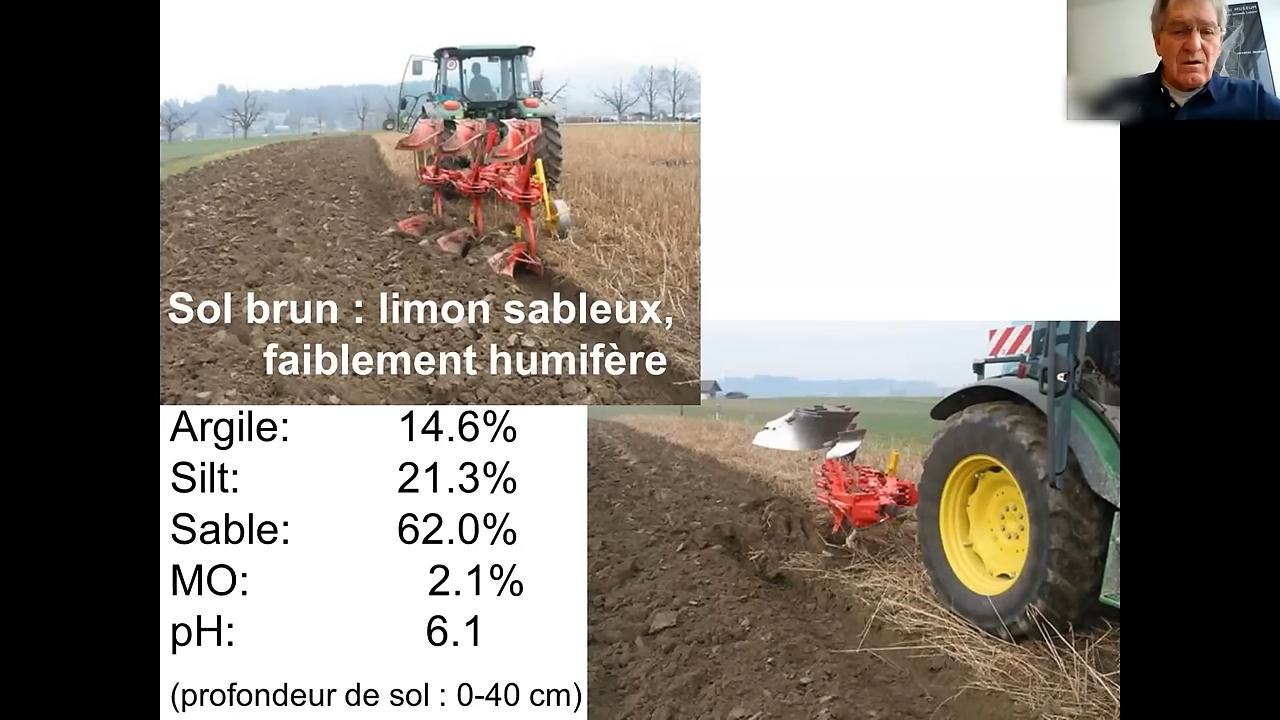 Sol brun : limon sableux,
faiblement humifère
Argile: 14.6%
Silt: 21.3%
Sable: 62.0%
MO: 2.1%
pH: 6.1
(profondeur de sol : 0-40 cm)